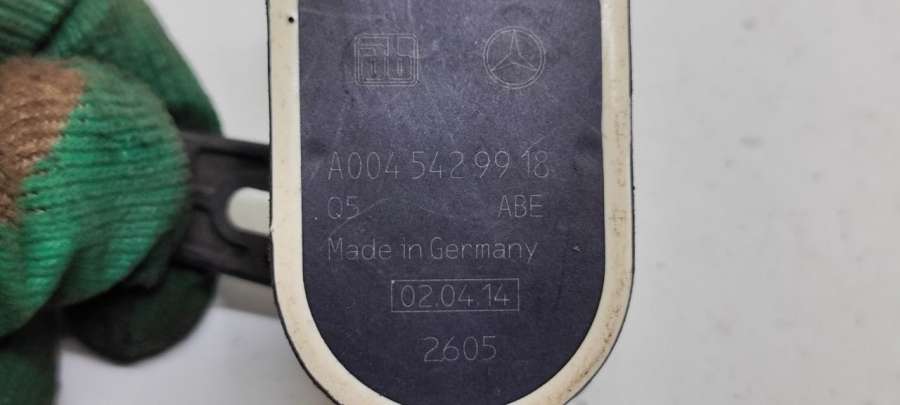 A004 542 99 18
Q5 ABE
Made in Germany
02.04.14
2605